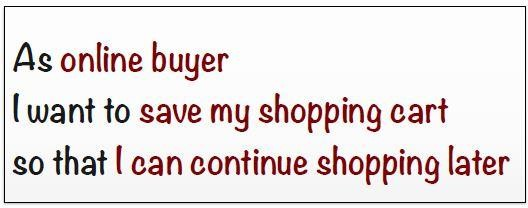 As online buyer
I want to save my shopping cart
so that I can continue shopping later